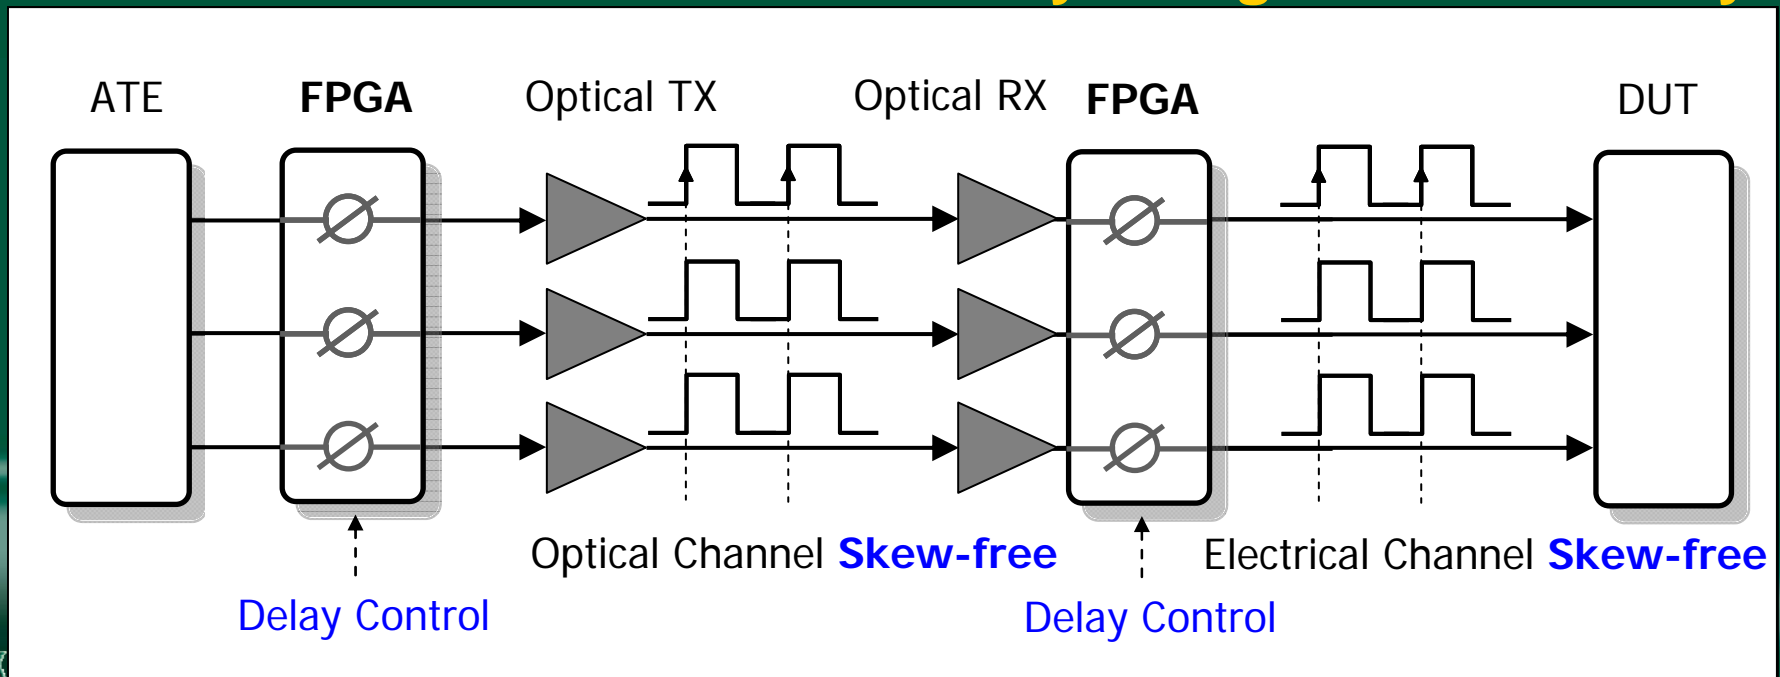 ATE FPGA Optical TX Optical RX FPGA DUT
Optical Channel Skew-free Electrical Channel Skew-free
Delay Control Delay Control